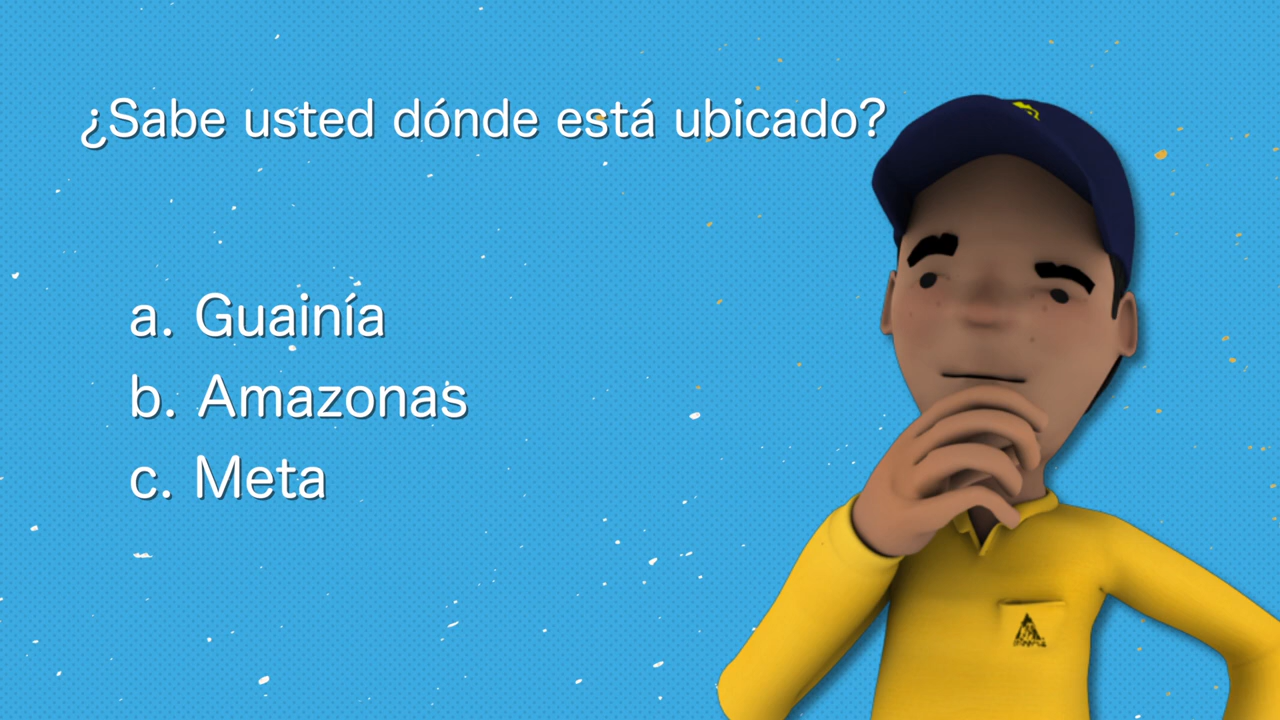 ¿Sabe usted dónde está ubicado?
a. Guainía
b. Amazonas
c. Meta